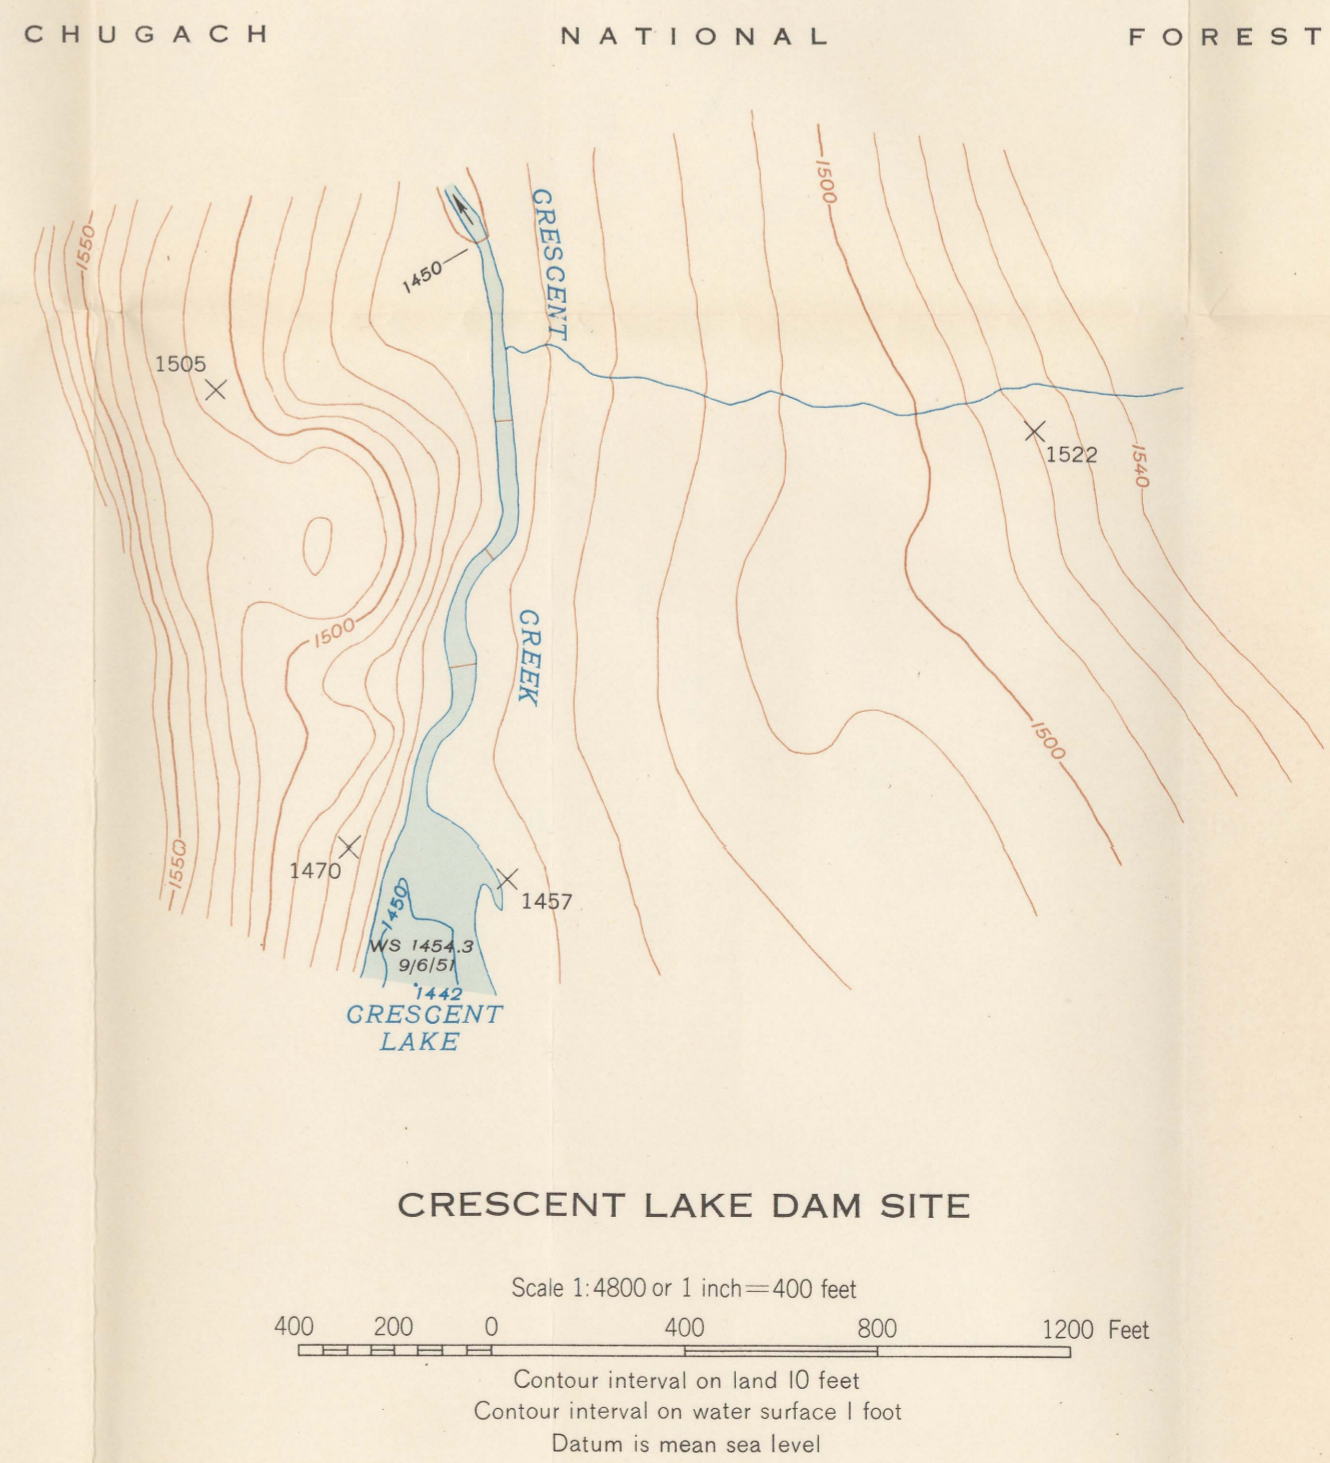 CHUGACH NATIONAL FOREST
1500
CRESCENT
1550
1450
1505
1522
1540
1500
CREEK
1500
1550
1470
1450
1457
WS 1454.3
9/6/51
1442
CRESCENT
LAKE
CRESCENT LAKE DAM SITE
Scale 1:4800 or 1 inch=400 feet
400 200 0 400 800 1200 Feet
Contour interval on land 10 feet
Contour interval on water surface 1 foot
Datum is mean sea level